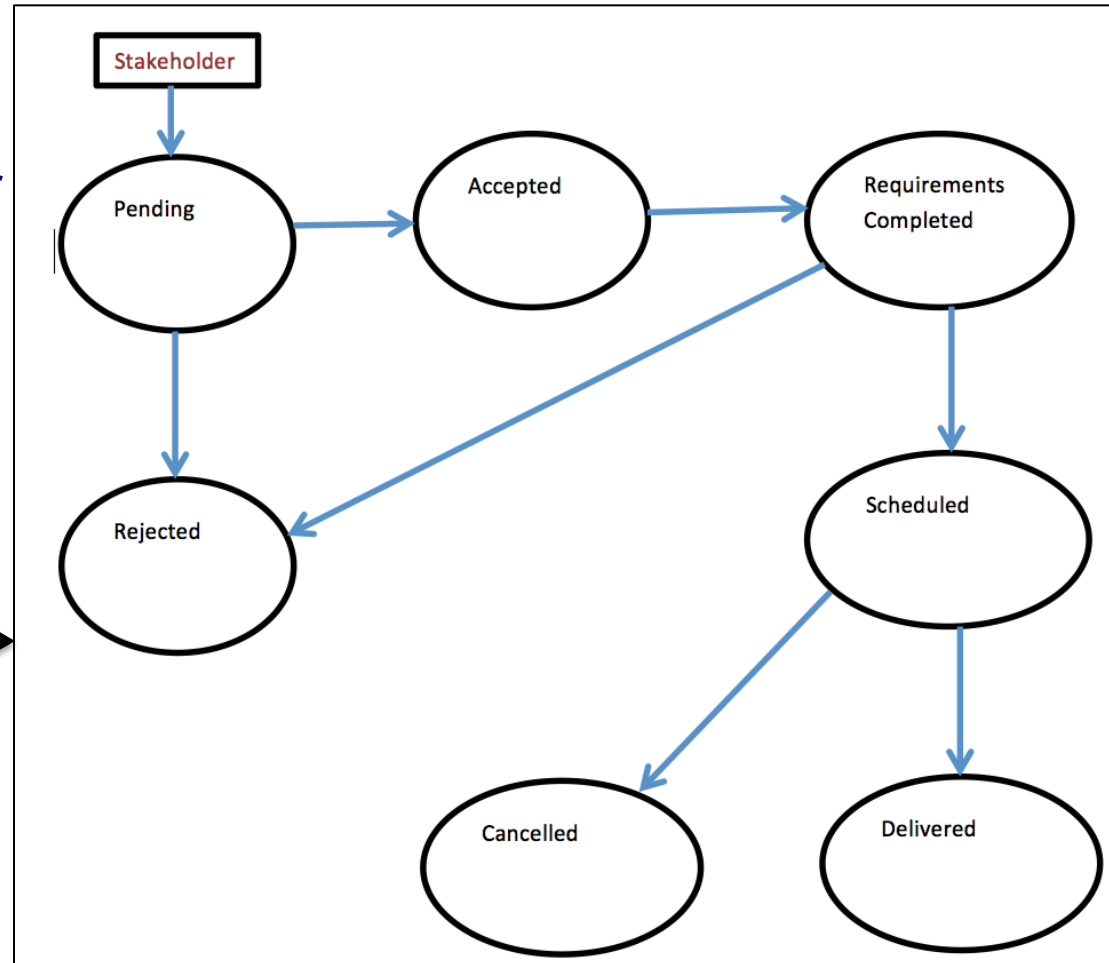 Stakeholder
Pending
Accepted
Requirements
Completed
Rejected
Scheduled
Cancelled
Delivered